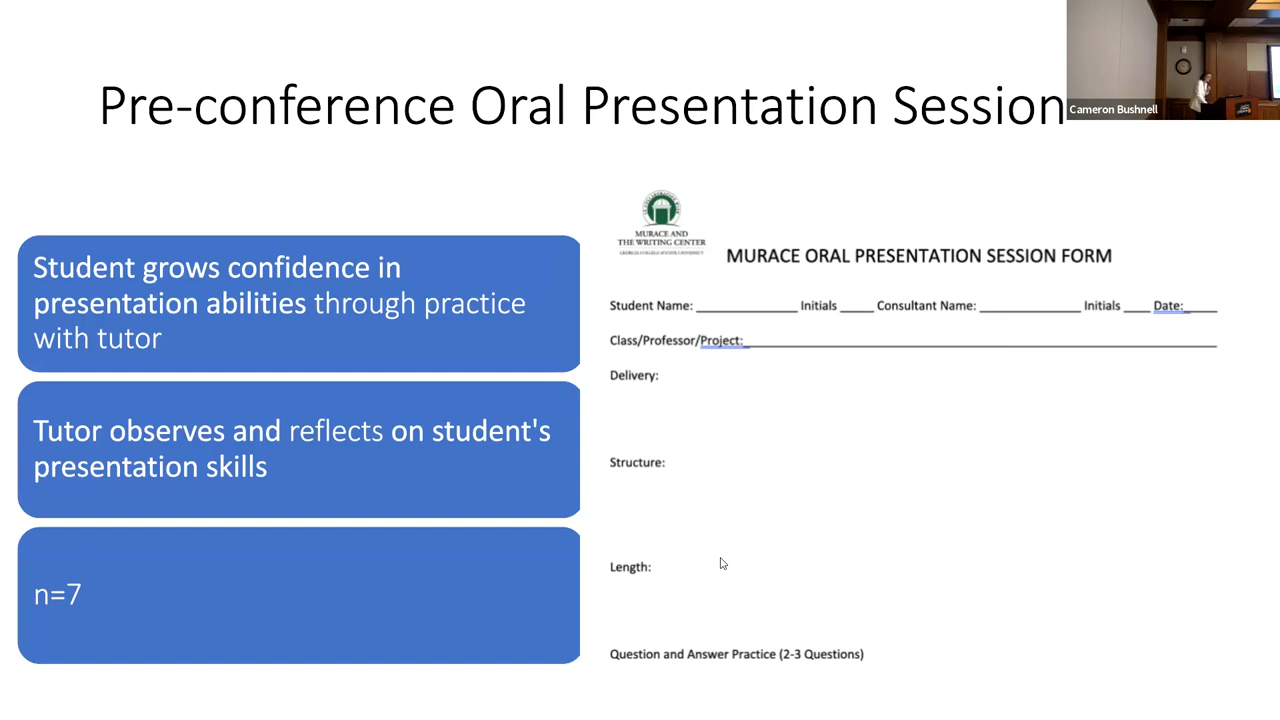 Pre-conference Oral Presentation Session
Cameron Bushnell
Student grows confidence in
presentation abilities through practice
with tutor
Tutor observes and reflects on student's
presentation skills
n=7
MURACE AND
THE WRITING CENTER
MURACE ORAL PRESENTATION SESSION FORM
Student Name: ______________ Initials _____ Consultant Name: ______________ Initials ____ Date:_____
Class/Professor/Project:_
Delivery:
Structure:
Length:
Question and Answer Practice (2-3 Questions)